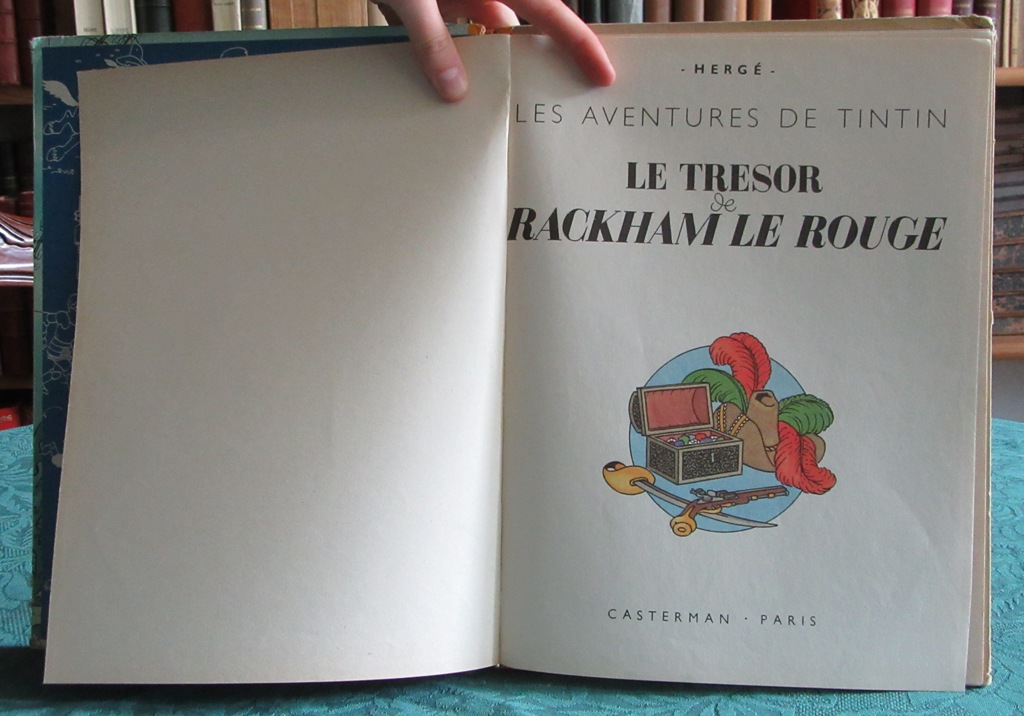 - HERGÉ -
LES AVENTURES DE TINTIN
LE TRESOR
de
RACKHAM LE ROUGE
CASTERMAN · PARIS